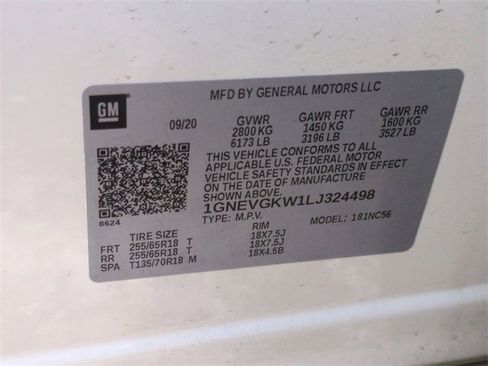 GM
MFD BY GENERAL MOTORS LLC
09/20 GVWR GAWR FRT GAWR RR
2800 KG 1450 KG 1600 KG
6173 LB 3196 LB 3527 LB
THIS VEHICLE CONFORMS TO ALL
APPLICABLE U.S. FEDERAL MOTOR
VEHICLE SAFETY STANDARDS IN EFFECT
ON THE DATE OF MANUFACTURE
SHOWN ABOVE.
1GNEVGKW1LJ324498
TYPE: M.P.V. MODEL: 181NC56
8624
TIRE SIZE RIM
FRT 255/65R18 T 18X7.5J
RR 255/65R18 T 18X7.5J
SPA T135/70R18 M 18X4.5B